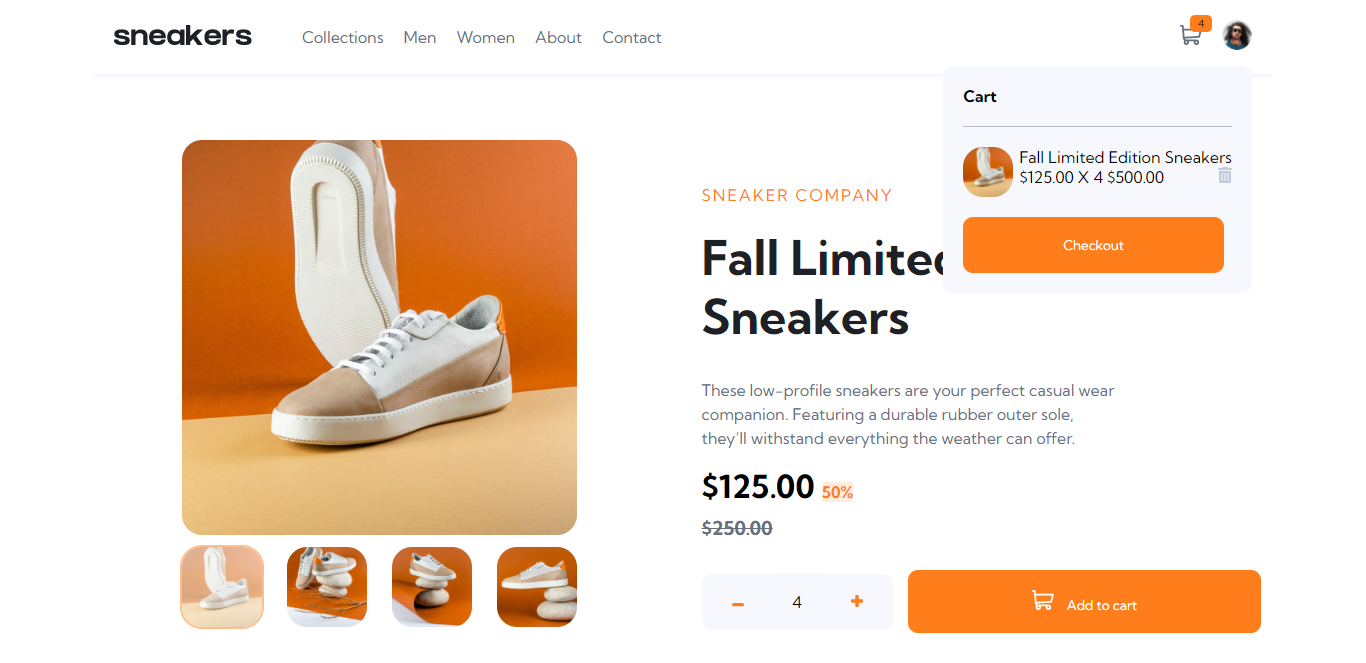 sneakers
Collections Men Women About Contact
4
Cart
Fall Limited Edition Sneakers
$125.00 X 4 $500.00
Checkout
SNEAKER COMPANY
Fall Limited
Sneakers
These low-profile sneakers are your perfect casual wear
companion. Featuring a durable rubber outer sole,
they’ll withstand everything the weather can offer.
$125.00 50%
$250.00
4
Add to cart